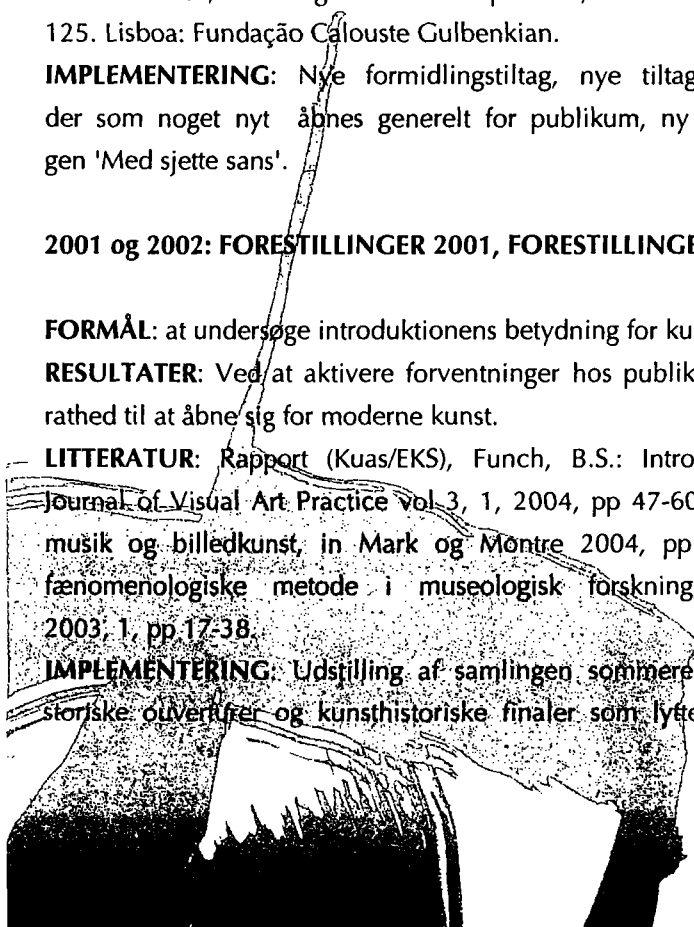 125. Lisboa: Fundação Calouste Gulbenkian.
IMPLEMENTERING: Nye formidlingstiltag, nye tiltag
der som noget nyt åbnes generelt for publikum, ny
gen 'Med sjette sans'.
2001 og 2002: FORESTILLINGER 2001, FORESTILLINGE
FORMÅL: at undersøge introduktionens betydning for ku
RESULTATER: Ved at aktivere forventninger hos publik
rathed til at åbne sig for moderne kunst.
LITTERATUR: Rapport (Kuas/EKS), Funch, B.S.: Intro
Journal of Visual Art Practice vol 3, 1, 2004, pp 47-60
musik og billedkunst, in Mark og Montre 2004, pp
fænomenologiske metode i museologisk forskning
2003, 1, pp 17-38.
IMPLEMENTERING: Udstilling af samlingen sommere
storiske ouverturer og kunsthistoriske finaler som lytte